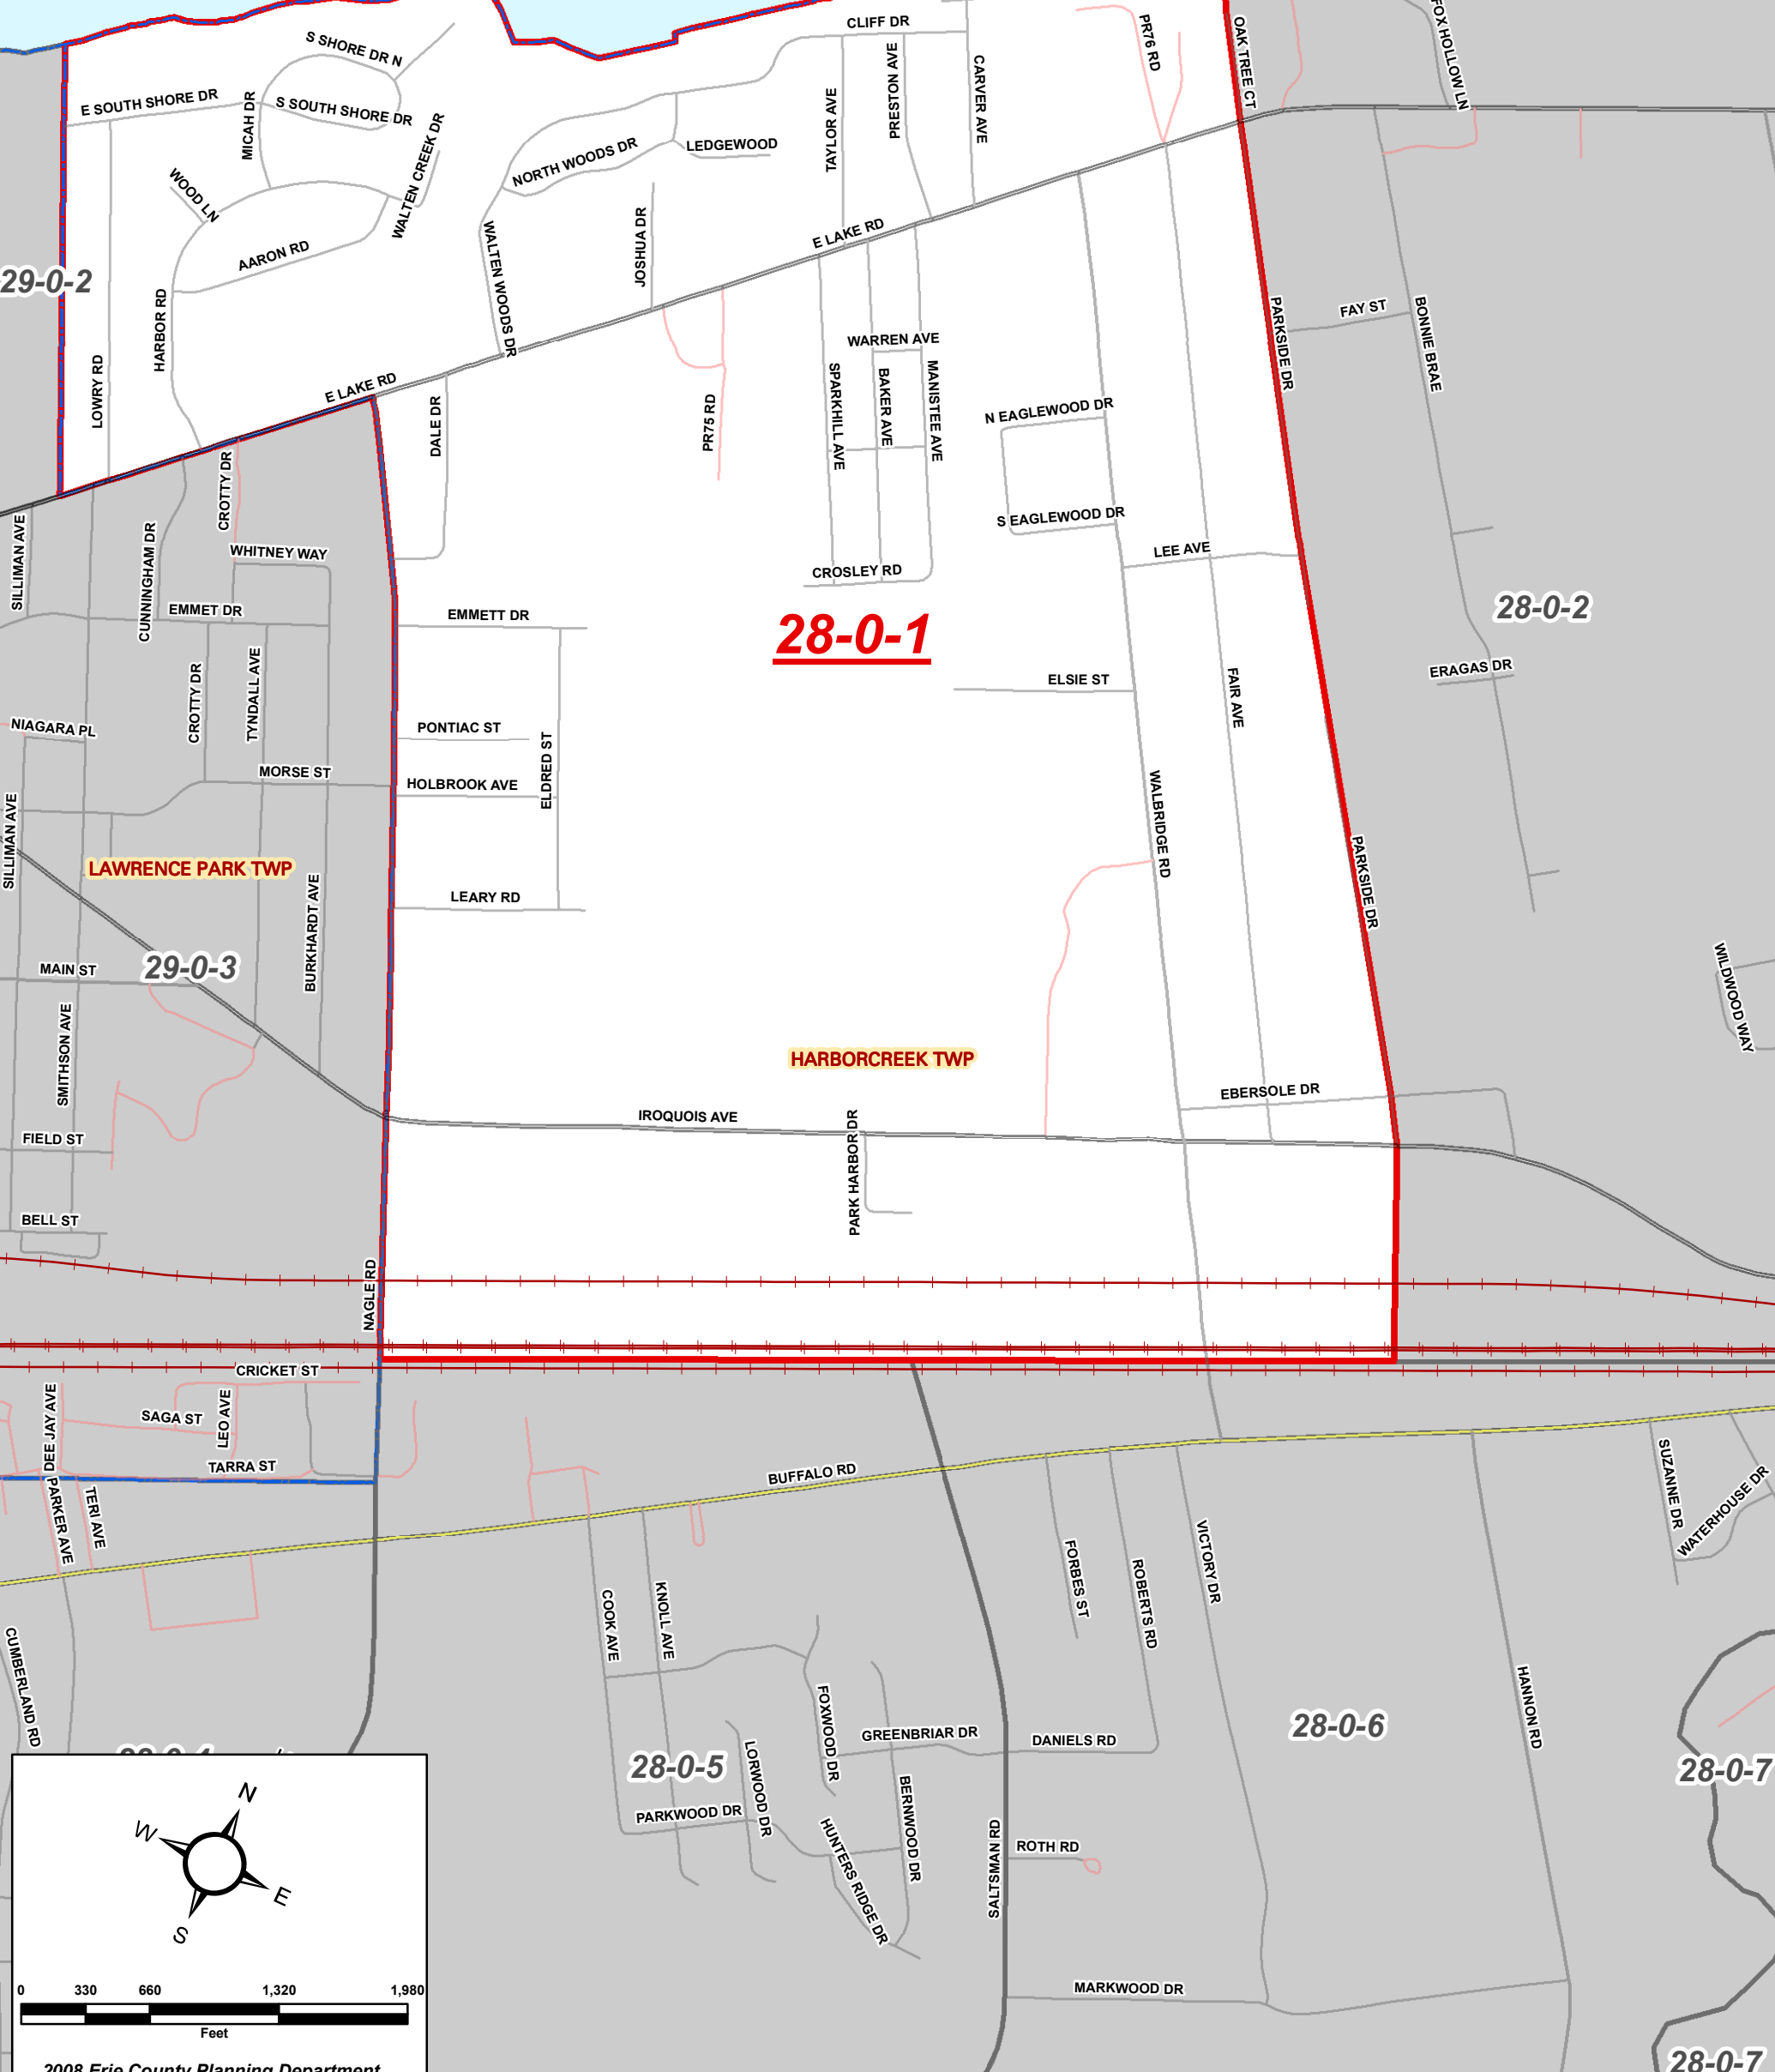 CLIFF DR
S SHORE DR N
PRESTON AVE
PR76 RD
OAK TREE CT
FOX HOLLOW LN
CARVER AVE
E SOUTH SHORE DR
S SOUTH SHORE DR
MICAH DR
TAYLOR AVE
WALTEN CREEK DR
NORTH WOODS DR
LEDGEWOOD
WOOD LN
AARON RD
JOSHUA DR
E LAKE RD
WALTEN WOODS DR
29-0-2
HARBOR RD
LOWRY RD
E LAKE RD
PARKSIDE DR
FAY ST
BONNIE BRAE
WARREN AVE
SPARKHILL AVE
BAKER AVE
MANISTEE AVE
DALE DR
PR75 RD
N EAGLEWOOD DR
S EAGLEWOOD DR
CROTTY DR
SILLIMAN AVE
CUNNINGHAM DR
WHITNEY WAY
LEE AVE
CROSLEY RD
EMMET DR
EMMETT DR
28-0-1
28-0-2
CROTTY DR
TYNDALL AVE
ELSIE ST
FAIR AVE
ERAGAS DR
NIAGARA PL
PONTIAC ST
ELDRED ST
MORSE ST
HOLBROOK AVE
WALBRIDGE RD
SILLIMAN AVE
LAWRENCE PARK TWP
BURKHARDT AVE
LEARY RD
PARKSIDE DR
29-0-3
MAIN ST
WILDWOOD WAY
SMITHSON AVE
HARBORCREEK TWP
EBERSOLE DR
IROQUOIS AVE
PARK HARBOR DR
FIELD ST
BELL ST
NAGLE RD
CRICKET ST
DEE JAY AVE
SAGA ST
LEO AVE
TARRA ST
PARKER AVE
TERI AVE
BUFFALO RD
SUZANNE DR
WATERHOUSE DR
FORBES ST
ROBERTS RD
VICTORY DR
COOK AVE
KNOLL AVE
CUMBERLAND RD
HANNON RD
FOXWOOD DR
GREENBRIAR DR
DANIELS RD
28-0-6
28-0-5
28-0-7
LORWOOD DR
BERNWOOD DR
PARKWOOD DR
HUNTERS RIDGE DR
SALTSMAN RD
ROTH RD
MARKWOOD DR
28-0-7
N
W
E
S
0 330 660 1,320 1,980
Feet
2008 Erie County Planning Department